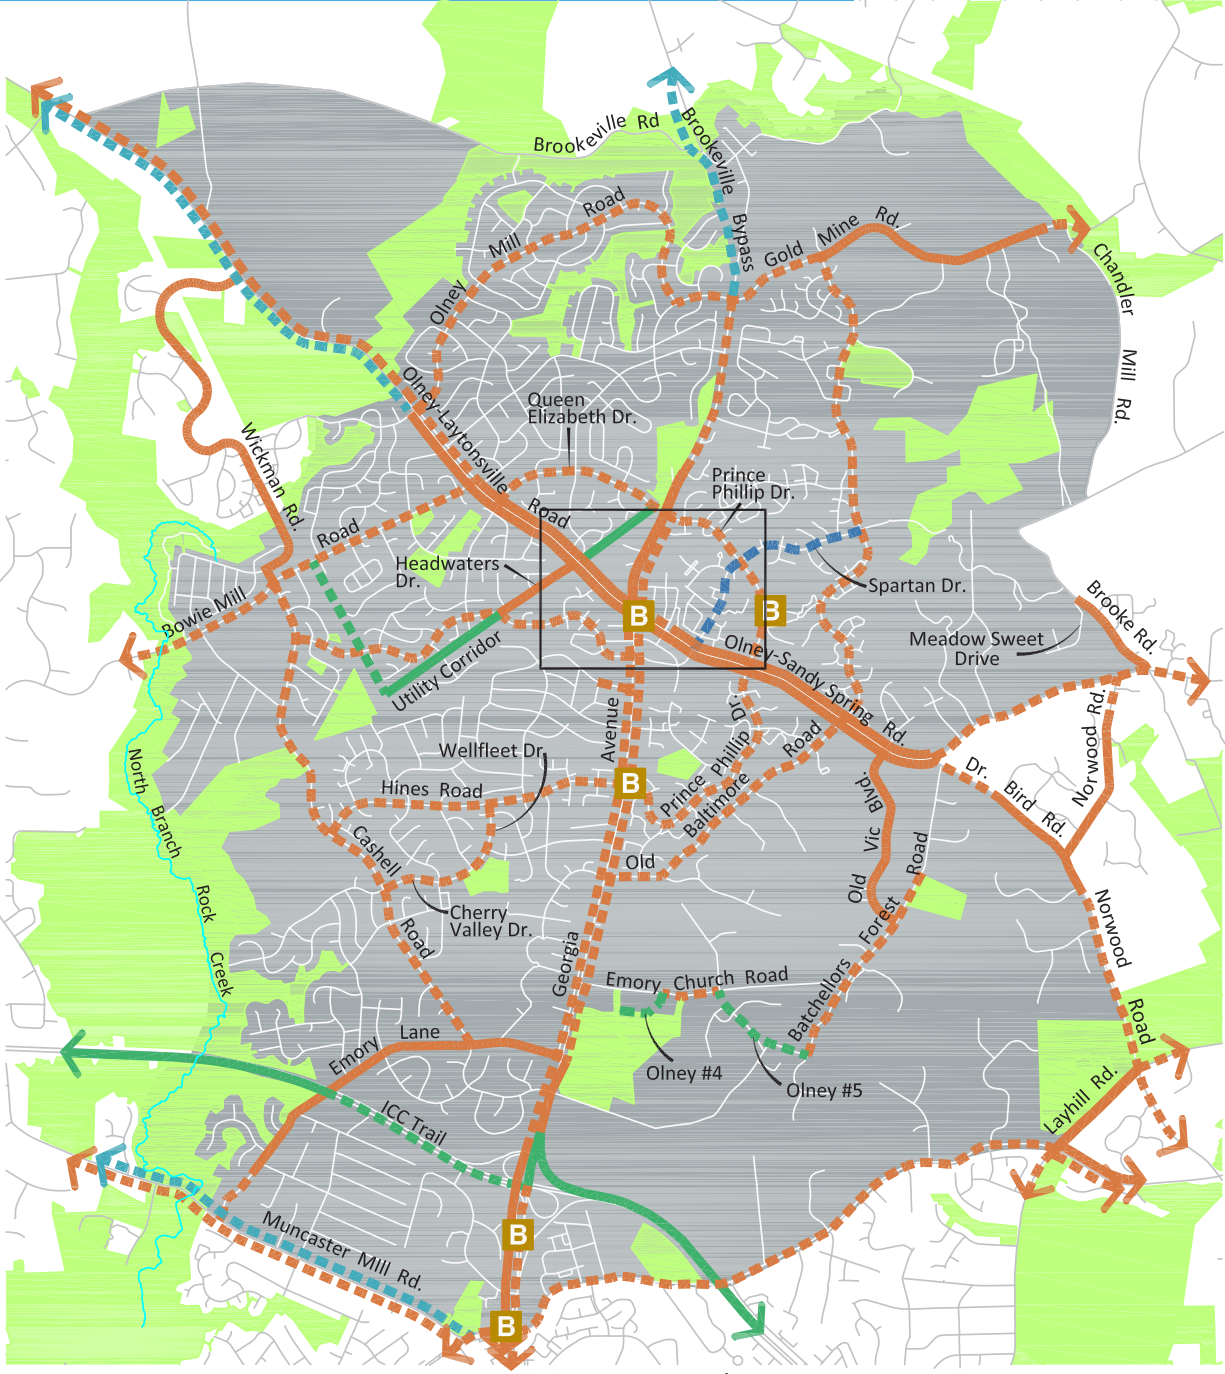 Brookeville Rd
Brookeville
Bypass
Gold Mine Rd.
Chandler
Mill Rd.
Olney Mill Road
Olney-Laytonsville
Road
Queen
Elizabeth Dr.
Prince
Phillip Dr.
Wickman Rd.
Road
Bowie Mill
Headwaters
Dr.
Utility Corridor
B
B
Spartan Dr.
Meadow Sweet
Drive
Brooke Rd.
Olney-Sandy Spring Rd.
Avenue
Prince Phillip Dr.
Wellfleet Dr.
Hines Road
B
Baltimore Road
Old
Dr. Bird Rd.
Norwood Rd.
North Branch Rock Creek
Cashell
Road
Cherry
Valley Dr.
Old Vic Blvd.
Batchellors Forest Road
Norwood
Road
Georgia
Emory Church Road
Olney #4
Olney #5
Emory Lane
ICC Trail
Layhill Rd.
Muncaster MIll Rd.
B
B